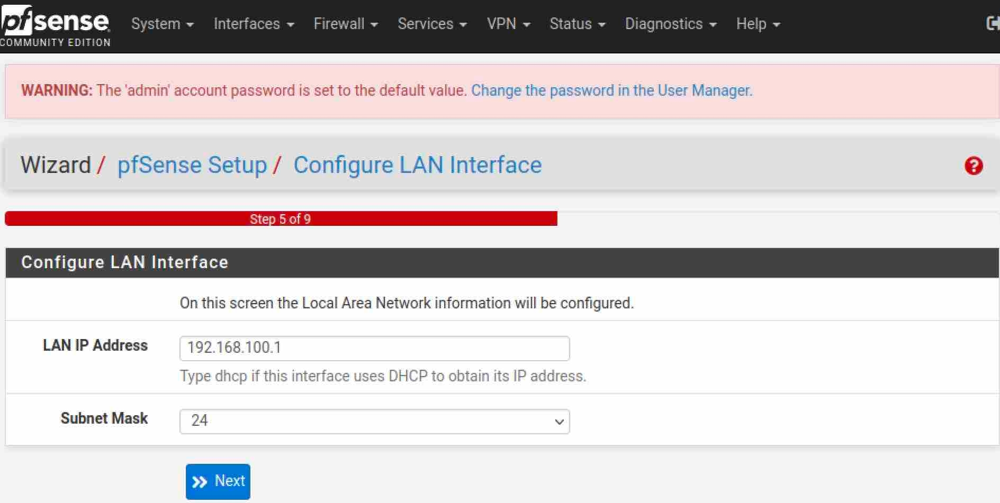 pfsense
COMMUNITY EDITION
System Interfaces Firewall Services VPN Status Diagnostics Help
WARNING: The 'admin' account password is set to the default value. Change the password in the User Manager.
Wizard / pfSense Setup / Configure LAN Interface
Step 5 of 9
Configure LAN Interface
On this screen the Local Area Network information will be configured.
LAN IP Address 192.168.100.1
Type dhcp if this interface uses DHCP to obtain its IP address.
Subnet Mask 24
Next